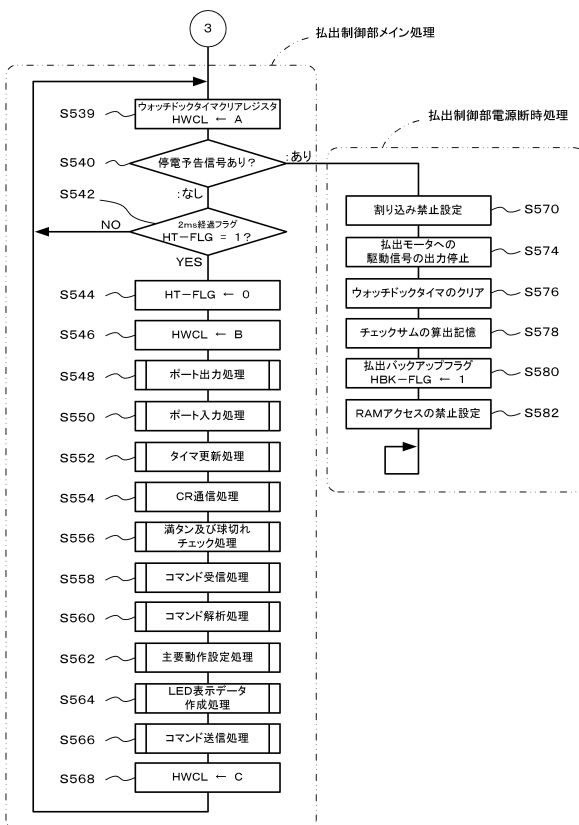 3
払出制御部メイン処理
S539
ウォッチドックタイマクリアレジスタ
HWCL ← A
払出制御部電源断時処理
S540
停電予告信号あり?
:あり
:なし
S542
2ms経過フラグ
HT-FLG = 1?
NO
YES
S544
HT-FLG ← 0
S546
HWCL ← B
S548
ポート出力処理
S550
ポート入力処理
S552
タイマ更新処理
S554
CR通信処理
S556
満タン及び球切れ
チェック処理
S558
コマンド受信処理
S560
コマンド解析処理
S562
主要動作設定処理
S564
LED表示データ
作成処理
S566
コマンド送信処理
S568
HWCL ← C
割り込み禁止設定
S570
払出モータへの
駆動信号の出力停止
S574
ウォッチドックタイマのクリア
S576
チェックサムの算出記憶
S578
払出バックアップフラグ
HBK-FLG ← 1
S580
RAMアクセスの禁止設定
S582